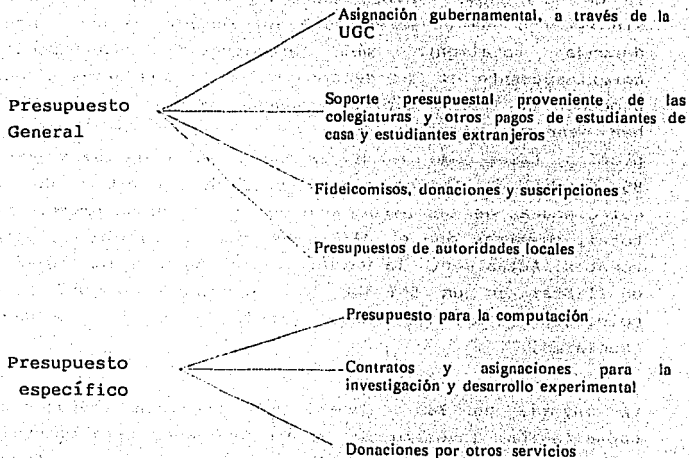 Asignación gubernamental, a través de la
UGC
Presupuesto
General
Soporte presupuestal proveniente de las
colegiaturas y otros pagos de estudiantes de
casa y estudiantes extranjeros
Fideicomisos, donaciones y suscripciones
Presupuestos de autoridades locales
Presupuesto para la computación
Presupuesto
específico
Contratos y asignaciones para la
investigación y desarrollo experimental
Donaciones por otros servicios